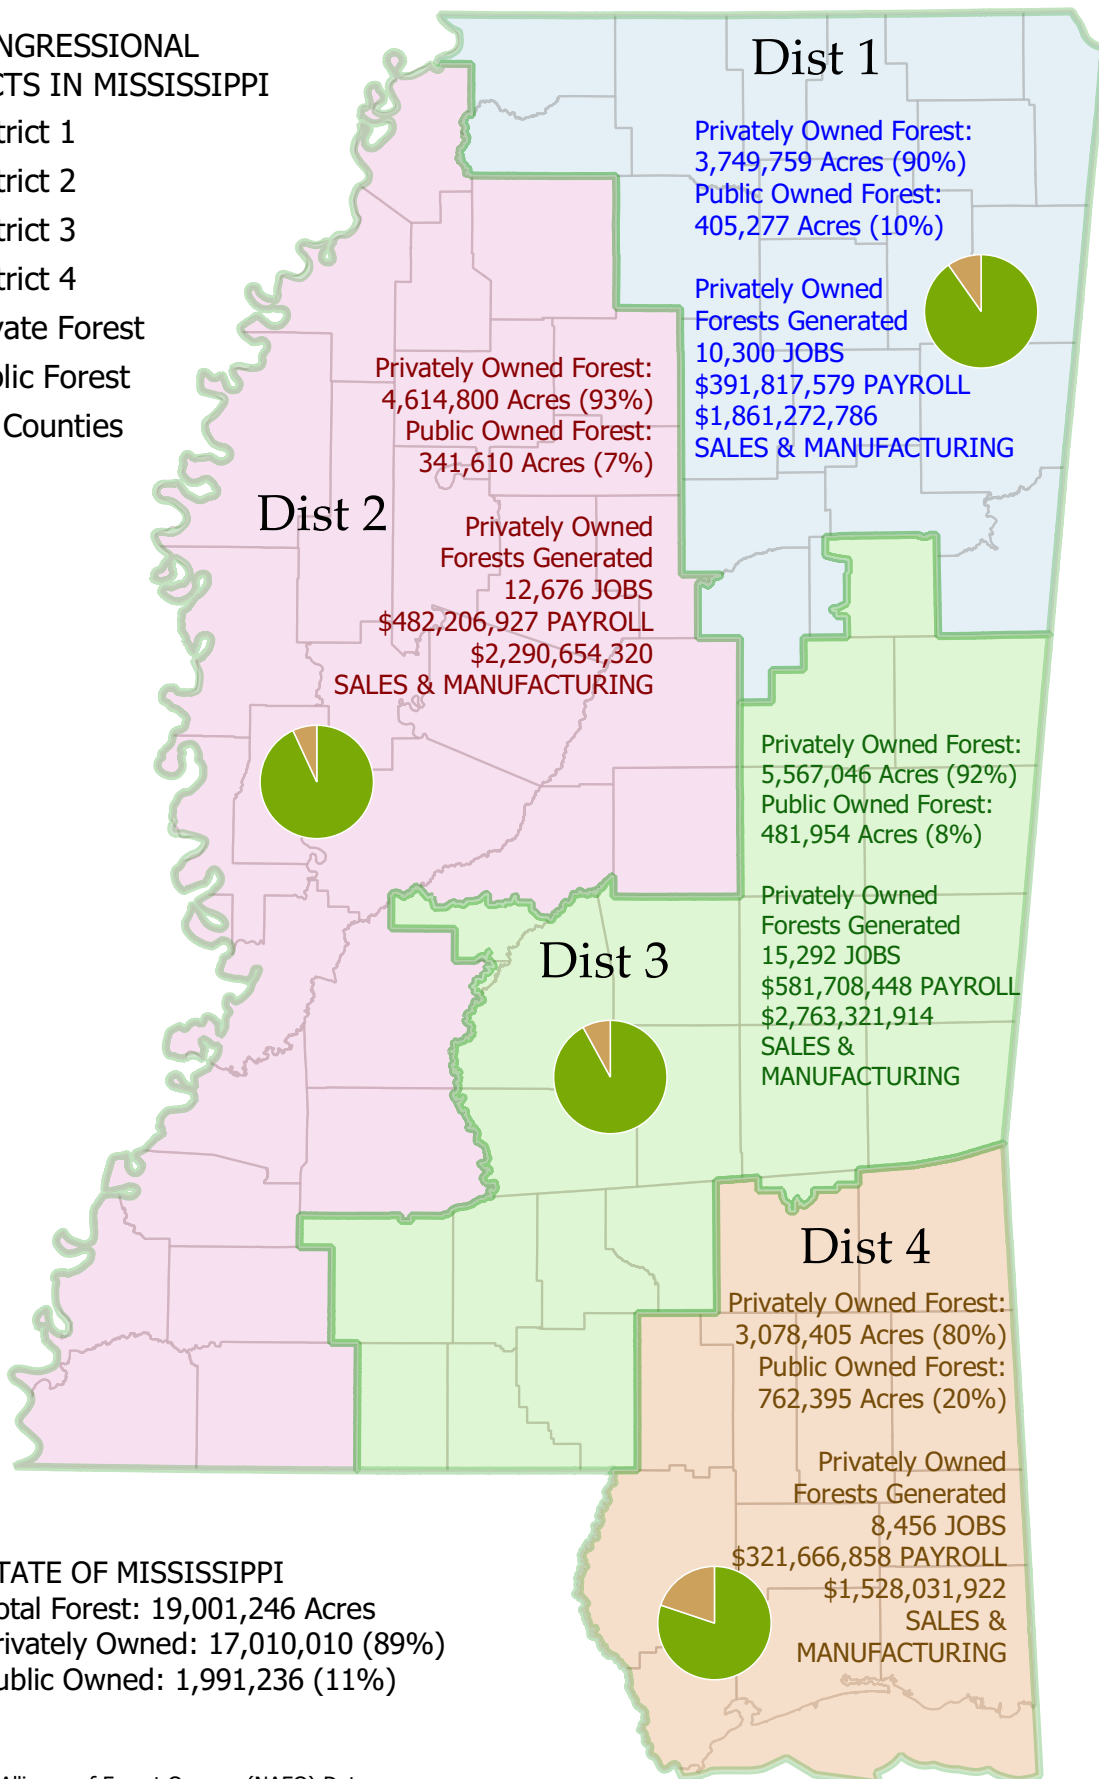 NGRESSIONAL
CTS IN MISSISSIPPI
trict 1
trict 2
trict 3
trict 4
vate Forest
blic Forest
Counties
Dist 1
Privately Owned Forest:
3,749,759 Acres (90%)
Public Owned Forest:
405,277 Acres (10%)
Privately Owned
Forests Generated
10,300 JOBS
$391,817,579 PAYROLL
$1,861,272,786
SALES & MANUFACTURING
Privately Owned Forest:
4,614,800 Acres (93%)
Public Owned Forest:
341,610 Acres (7%)
Dist 2
Privately Owned
Forests Generated
12,676 JOBS
$482,206,927 PAYROLL
$2,290,654,320
SALES & MANUFACTURING
Privately Owned Forest:
5,567,046 Acres (92%)
Public Owned Forest:
481,954 Acres (8%)
Privately Owned
Forests Generated
15,292 JOBS
$581,708,448 PAYROLL
$2,763,321,914
SALES &
MANUFACTURING
Dist 3
Dist 4
Privately Owned Forest:
3,078,405 Acres (80%)
Public Owned Forest:
762,395 Acres (20%)
Privately Owned
Forests Generated
8,456 JOBS
$321,666,858 PAYROLL
$1,528,031,922
SALES &
MANUFACTURING
TATE OF MISSISSIPPI
otal Forest: 19,001,246 Acres
rivately Owned: 17,010,010 (89%)
ublic Owned: 1,991,236 (11%)